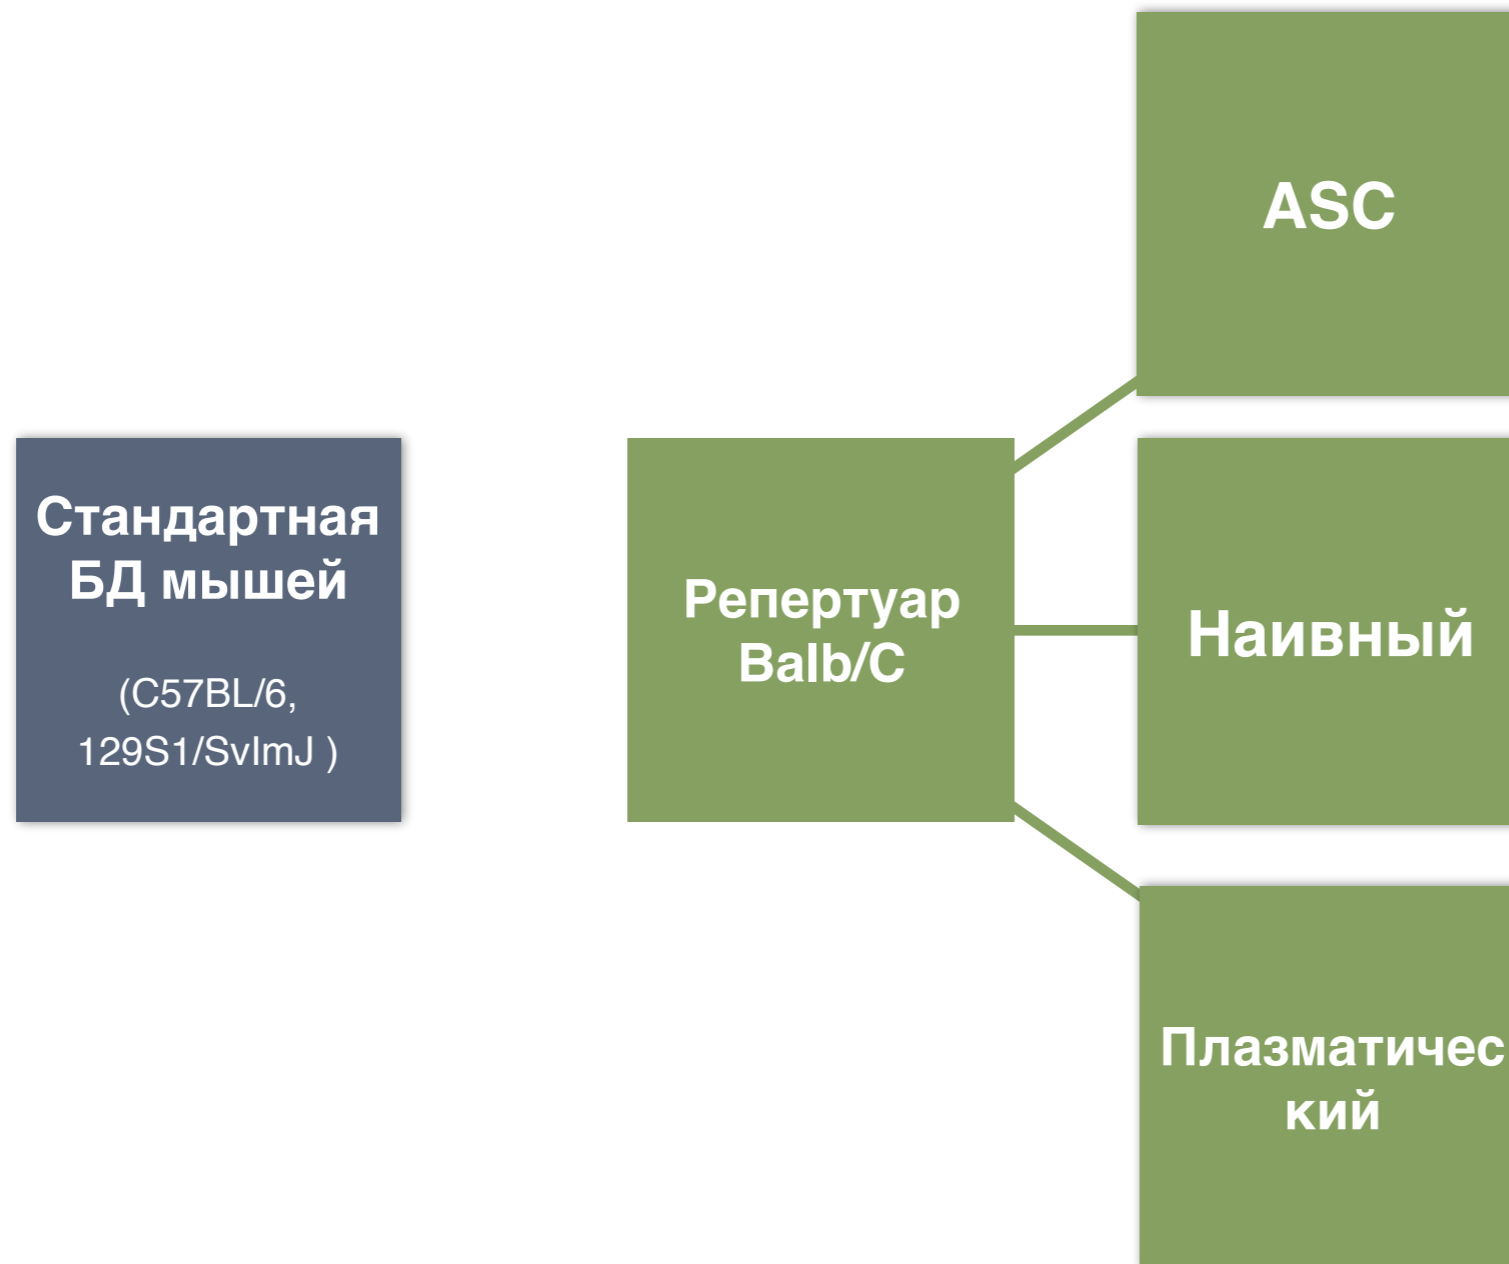 ASC
Стандартная
БД мышей
(C57BL/6,
129S1/SvImJ )
Репертуар
Balb/C
Наивный
Плазматичес
кий